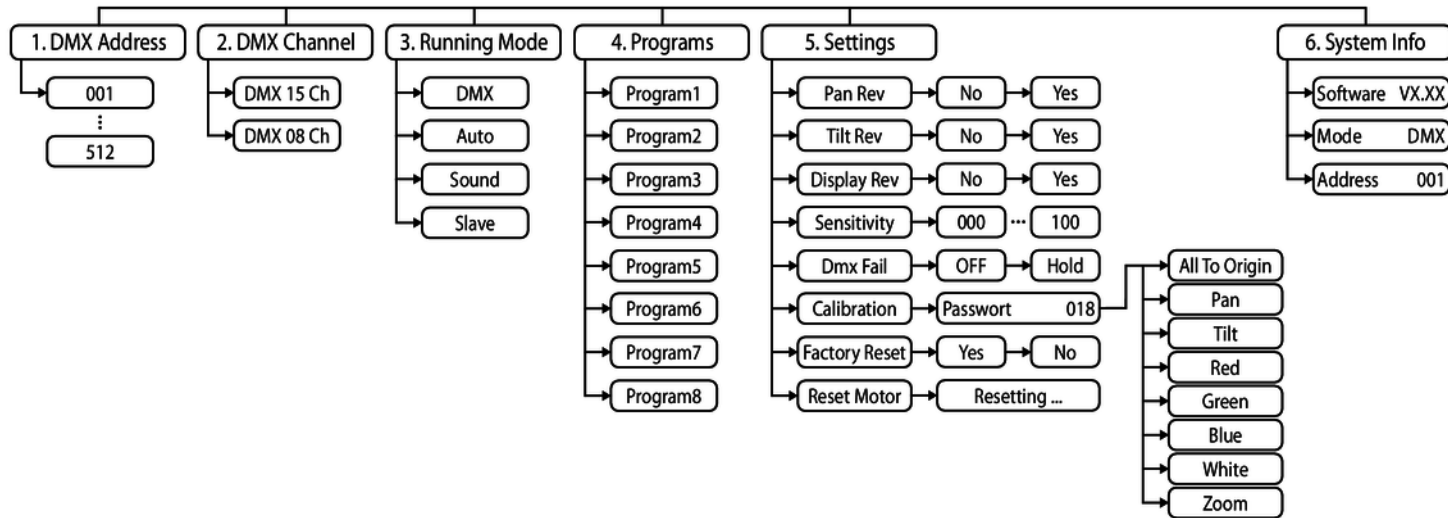 1. DMX Address
001
⋮
512
2. DMX Channel
DMX 15 Ch
DMX 08 Ch
3. Running Mode
DMX
Auto
Sound
Slave
4. Programs
Program1
Program2
Program3
Program4
Program5
Program6
Program7
Program8
5. Settings
Pan Rev No Yes
Tilt Rev No Yes
Display Rev No Yes
Sensitivity 000 ... 100
Dmx Fail OFF Hold
Calibration Passwort 018
All To Origin
Pan
Tilt
Red
Green
Blue
White
Zoom
Factory Reset Yes No
Reset Motor Resetting ...
6. System Info
Software VX.XX
Mode DMX
Address 001